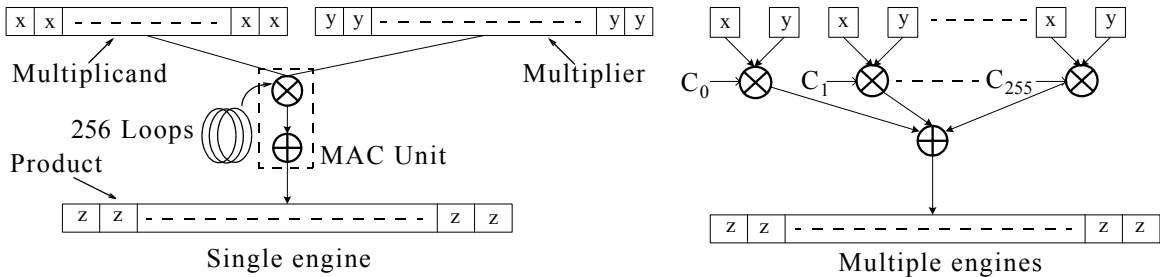 x x x x
y y y y
Multiplicand
Multiplier
256 Loops
MAC Unit
Product
z z z z
Single engine
x y x y x y
C0 C1 C255
z z z z
Multiple engines